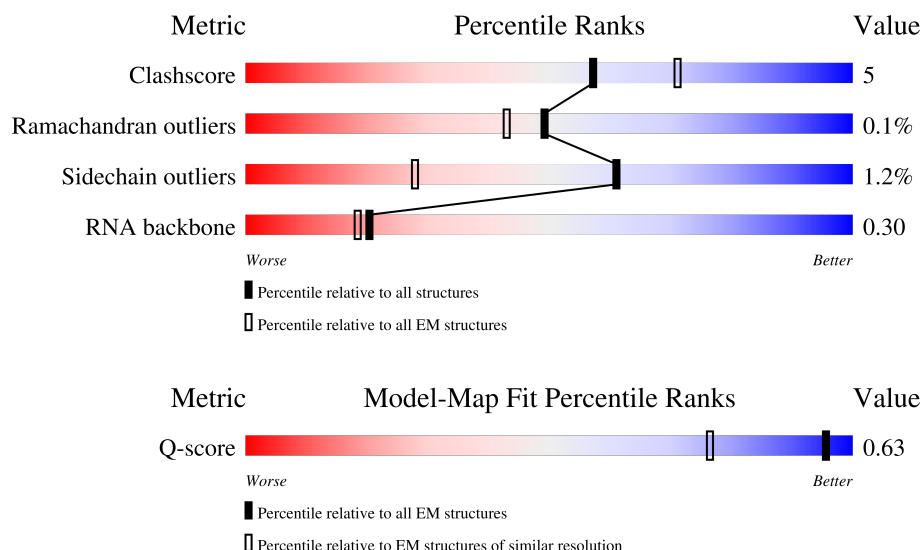 Metric Percentile Ranks Value
Clashscore 5
Ramachandran outliers 0.1%
Sidechain outliers 1.2%
RNA backbone 0.30
Worse Better
Percentile relative to all structures
Percentile relative to all EM structures
Metric Model-Map Fit Percentile Ranks Value
Q-score 0.63
Worse Better
Percentile relative to all EM structures
Percentile relative to EM structures of similar resolution